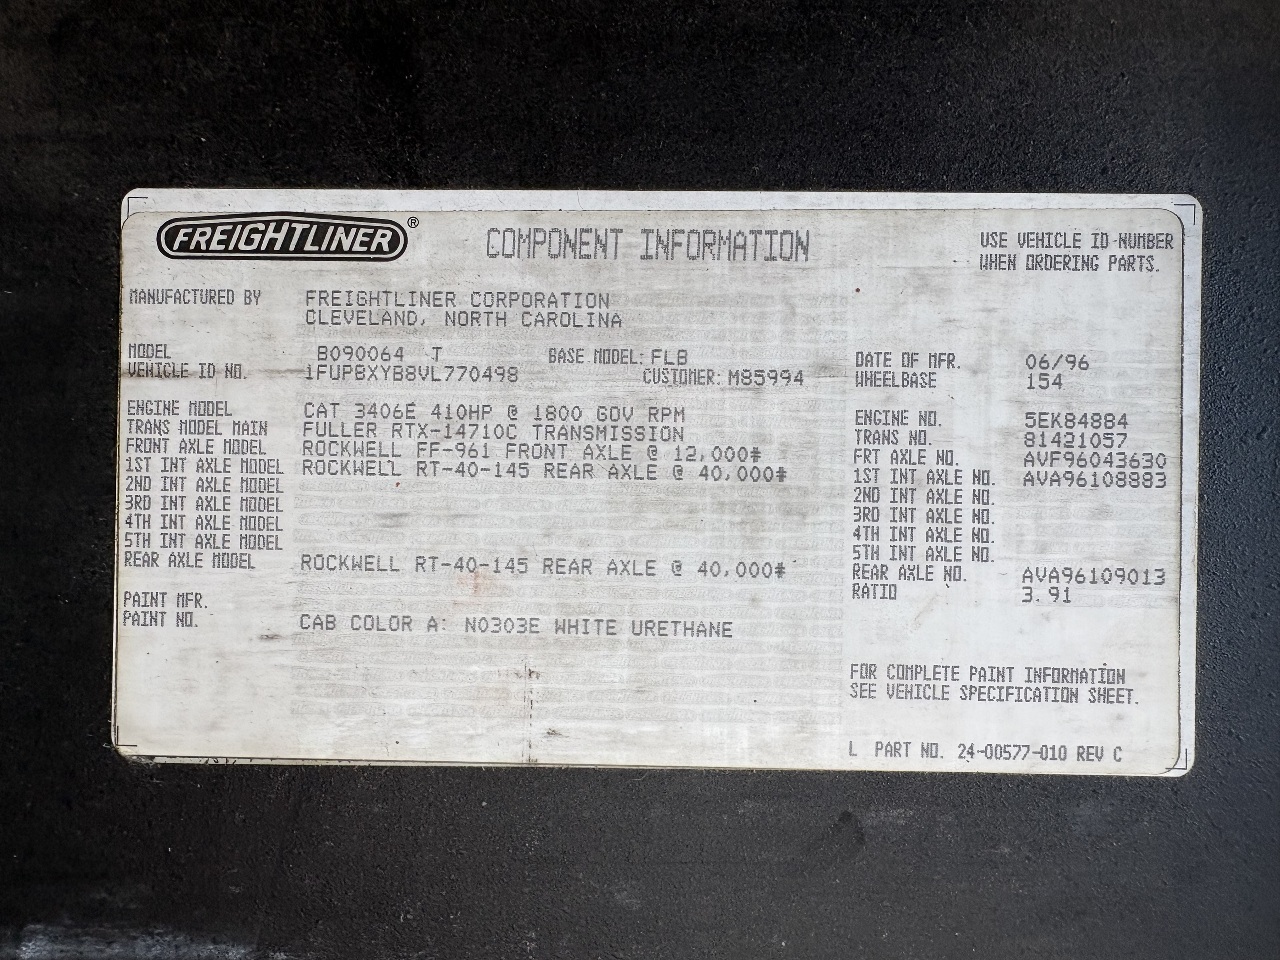 FREIGHTLINER® COMPONENT INFORMATION USE VEHICLE ID NUMBER
WHEN ORDERING PARTS.
MANUFACTURED BY FREIGHTLINER CORPORATION
CLEVELAND, NORTH CAROLINA
MODEL B090064 T BASE MODEL: FLB DATE OF MFR. 06/96
VEHICLE ID NO. 1FUPBXYB8VL770498 CUSTOMER: M85994 WHEELBASE 154
ENGINE MODEL CAT 3406E 410HP @ 1800 GOV RPM ENGINE NO. 5EK84884
TRANS MODEL MAIN FULLER RTX-14710C TRANSMISSION TRANS NO. 81421057
FRONT AXLE MODEL ROCKWELL FF-961 FRONT AXLE @ 12,000# FRT AXLE NO. AVF96043630
1ST INT AXLE MODEL ROCKWELL RT-40-145 REAR AXLE @ 40,000# 1ST INT AXLE NO. AVA96108883
2ND INT AXLE MODEL 2ND INT AXLE NO.
3RD INT AXLE MODEL 3RD INT AXLE NO.
4TH INT AXLE MODEL 4TH INT AXLE NO.
5TH INT AXLE MODEL 5TH INT AXLE NO.
REAR AXLE MODEL ROCKWELL RT-40-145 REAR AXLE @ 40,000# REAR AXLE NO. AVA96109013
RATIO 3.91
PAINT MFR.
PAINT NO. CAB COLOR A: N0303E WHITE URETHANE
FOR COMPLETE PAINT INFORMATION
SEE VEHICLE SPECIFICATION SHEET.
L PART NO. 24-00577-010 REV C